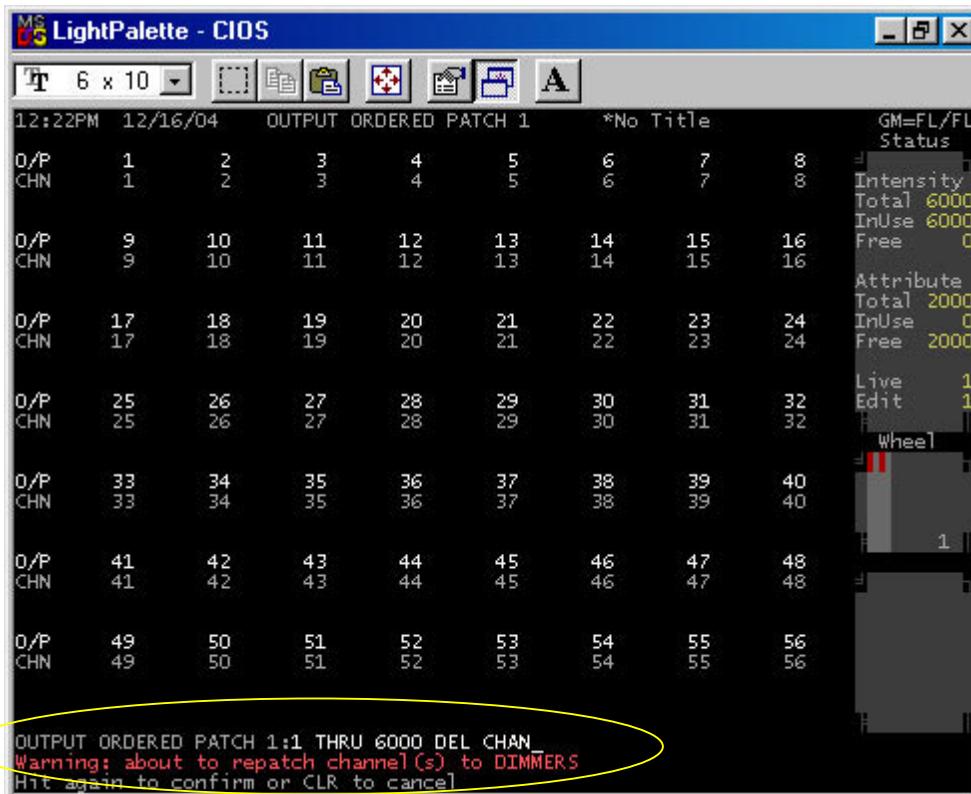 LightPalette - CIOS
6 x 10
A
12:22PM 12/16/04 OUTPUT ORDERED PATCH 1 *No Title GM=FL/FL
Status
O/P 1 2 3 4 5 6 7 8
CHN 1 2 3 4 5 6 7 8
Intensity
Total 6000
InUse 6000
Free 0
O/P 9 10 11 12 13 14 15 16
CHN 9 10 11 12 13 14 15 16
Attribute
Total 2000
InUse 0
Free 2000
O/P 17 18 19 20 21 22 23 24
CHN 17 18 19 20 21 22 23 24
Live 1
Edit 1
O/P 25 26 27 28 29 30 31 32
CHN 25 26 27 28 29 30 31 32
Wheel
1
O/P 33 34 35 36 37 38 39 40
CHN 33 34 35 36 37 38 39 40
O/P 41 42 43 44 45 46 47 48
CHN 41 42 43 44 45 46 47 48
O/P 49 50 51 52 53 54 55 56
CHN 49 50 51 52 53 54 55 56
OUTPUT ORDERED PATCH 1:1 THRU 6000 DEL CHAN_
Warning: about to repatch channel(s) to DIMMERS
Hit again to confirm or CLR to cancel